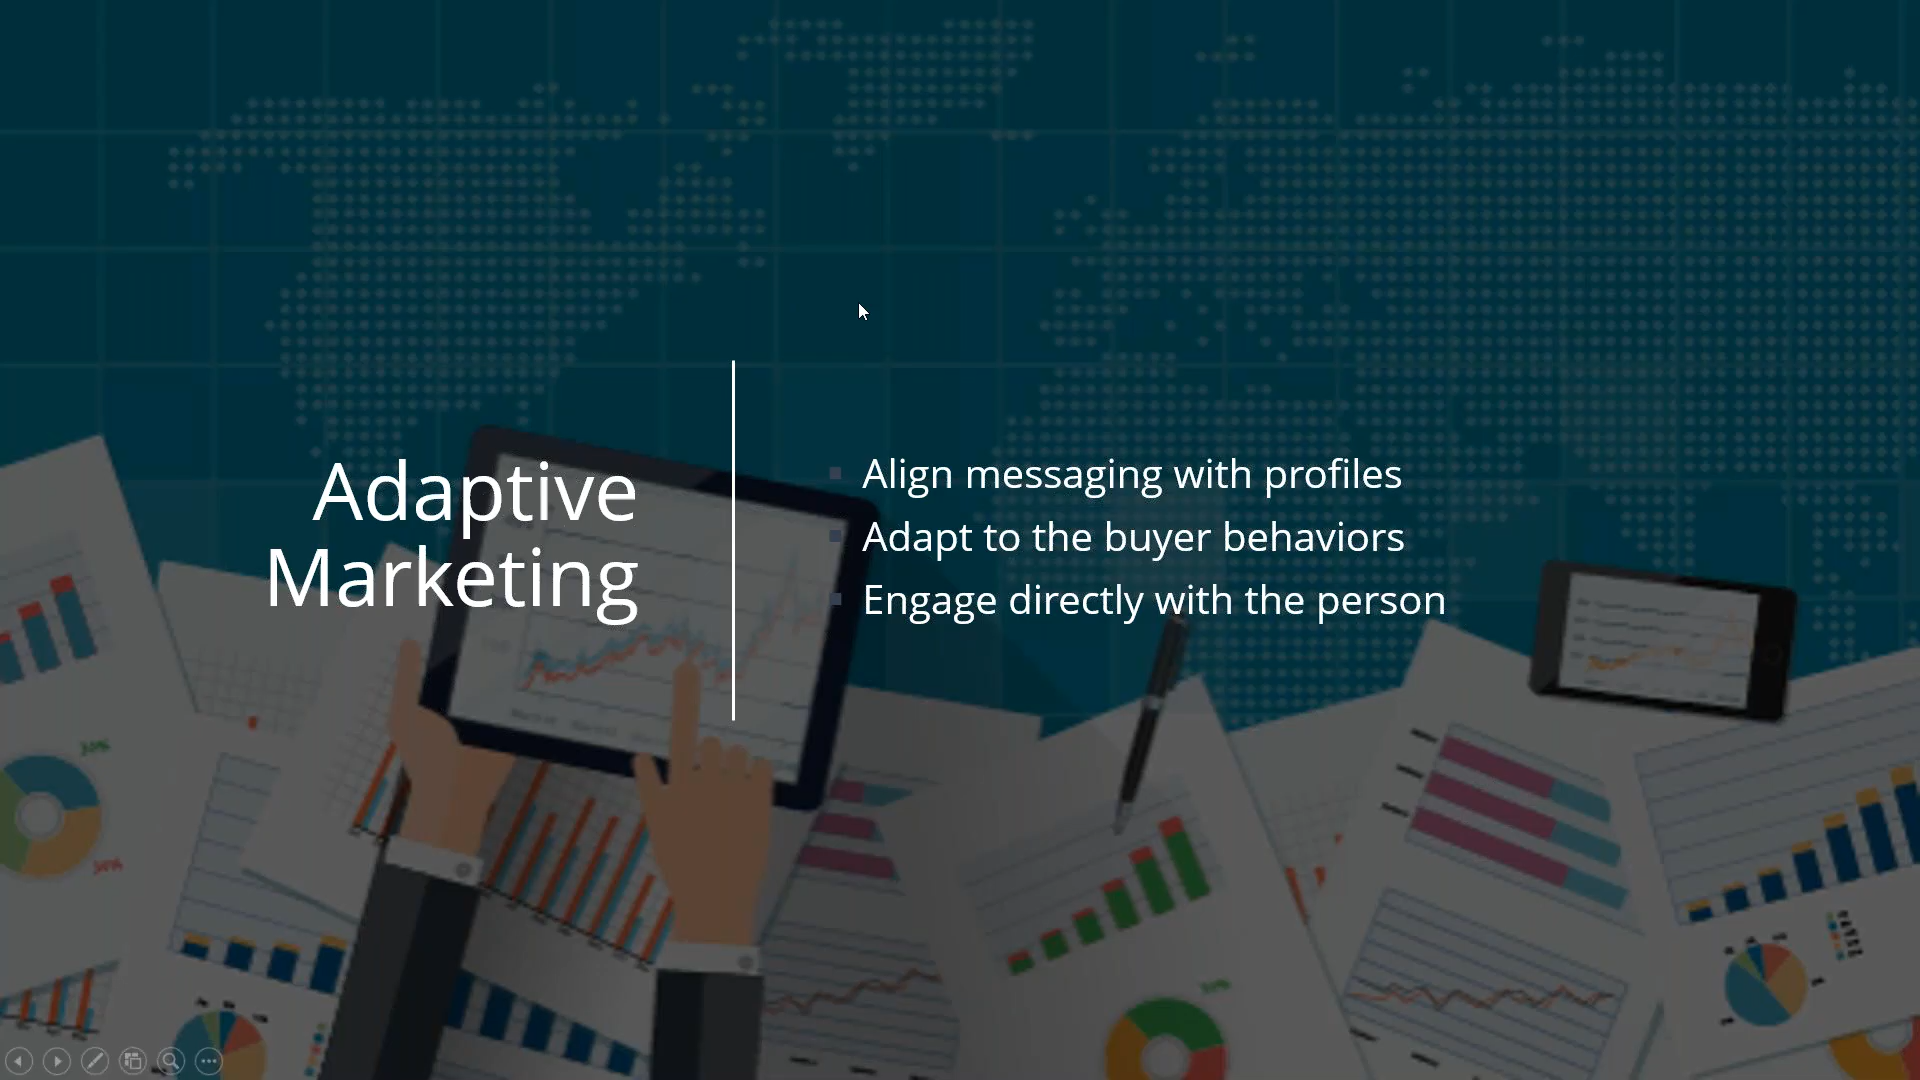 Adaptive
Marketing
Align messaging with profiles
Adapt to the buyer behaviors
Engage directly with the person